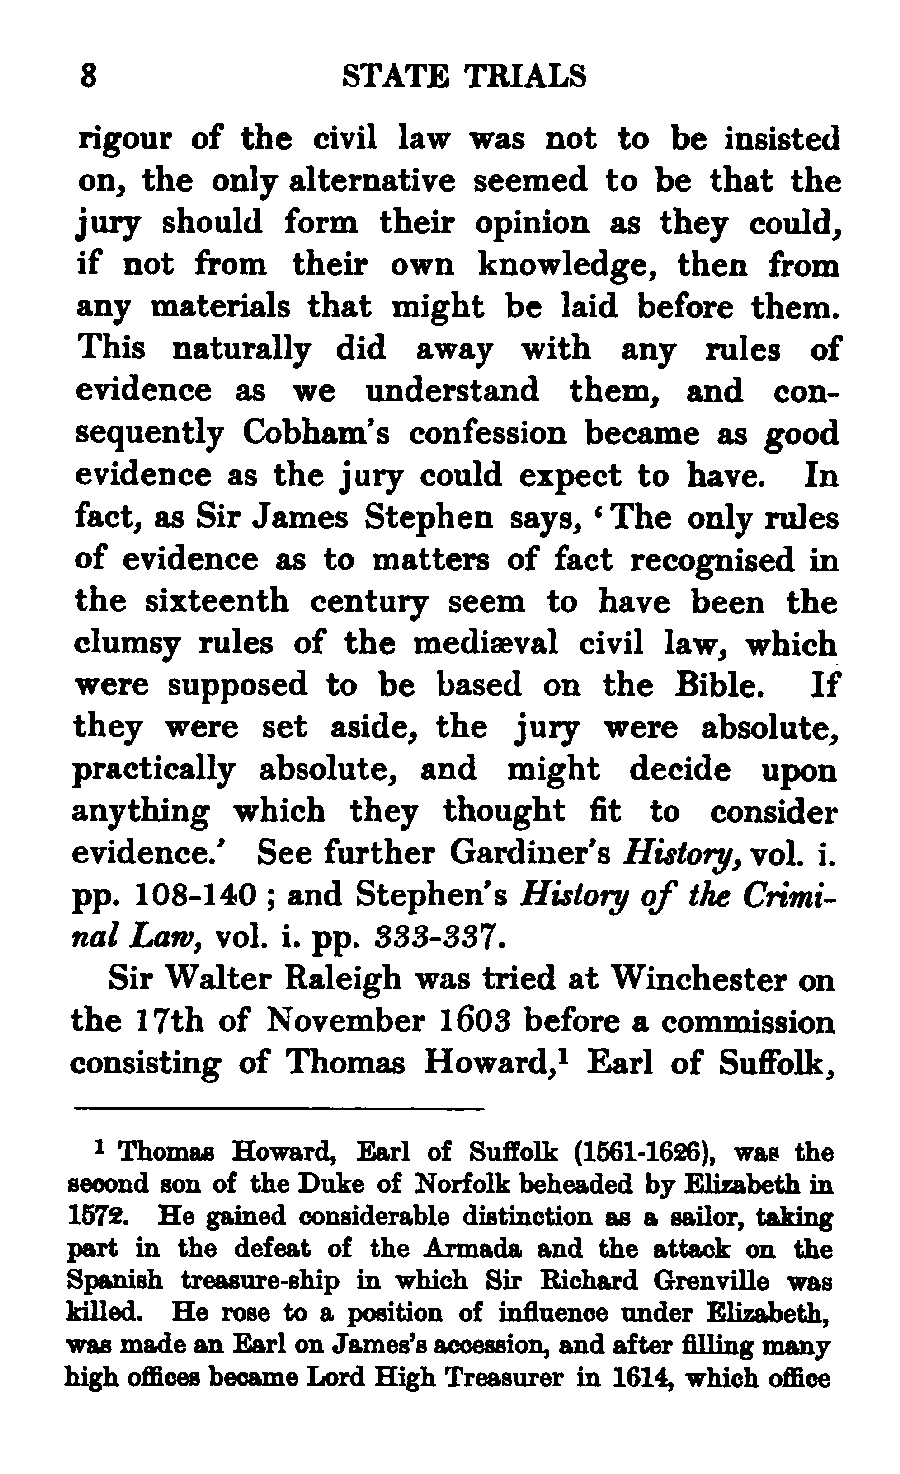 8 STATE TRIALS
rigour of the civil law was not to be insisted
on, the only alternative seemed to be that the
jury should form their opinion as they could,
if not from their own knowledge, then from
any materials that might be laid before them.
This naturally did away with any rules of
evidence as we understand them, and con-
sequently Cobham's confession became as good
evidence as the jury could expect to have. In
fact, as Sir James Stephen says, ‘The only rules
of evidence as to matters of fact recognised in
the sixteenth century seem to have been the
clumsy rules of the mediæval civil law, which
were supposed to be based on the Bible. If
they were set aside, the jury were absolute,
practically absolute, and might decide upon
anything which they thought fit to consider
evidence.’ See further Gardiner's History, vol. i.
pp. 108-140 ; and Stephen's History of the Crimi-
nal Law, vol. i. pp. 333-337.
Sir Walter Raleigh was tried at Winchester on
the 17th of November 1603 before a commission
consisting of Thomas Howard,¹ Earl of Suffolk,
¹ Thomas Howard, Earl of Suffolk (1561-1626), was the
second son of the Duke of Norfolk beheaded by Elizabeth in
1572. He gained considerable distinction as a sailor, taking
part in the defeat of the Armada and the attack on the
Spanish treasure-ship in which Sir Richard Grenville was
killed. He rose to a position of influence under Elizabeth,
was made an Earl on James's accession, and after filling many
high offices became Lord High Treasurer in 1614, which office